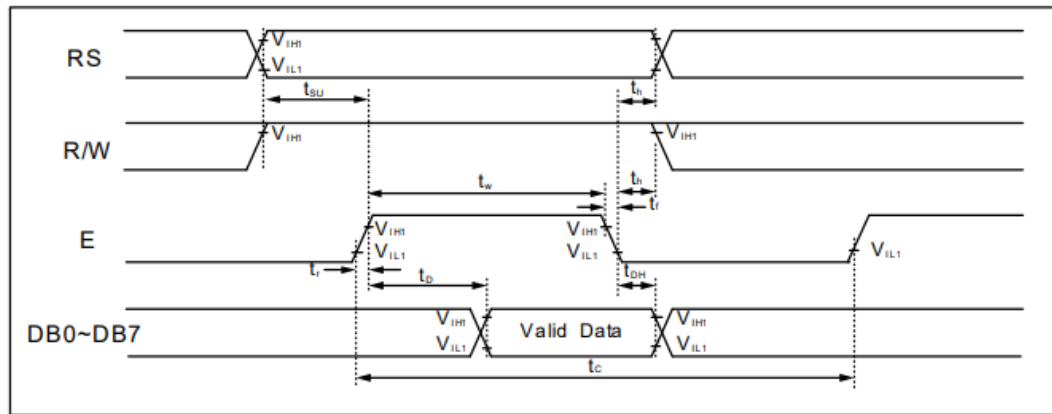 RS
VIH1
VIL1
tSU
th
R/W
VIH1
VIH1
tw
th
tf
E
VIH1
VIH1
VIL1
VIL1
VIL1
tr
tD
tDH
DB0~DB7
VIH1
Valid Data
VIH1
VIL1
VIL1
tC